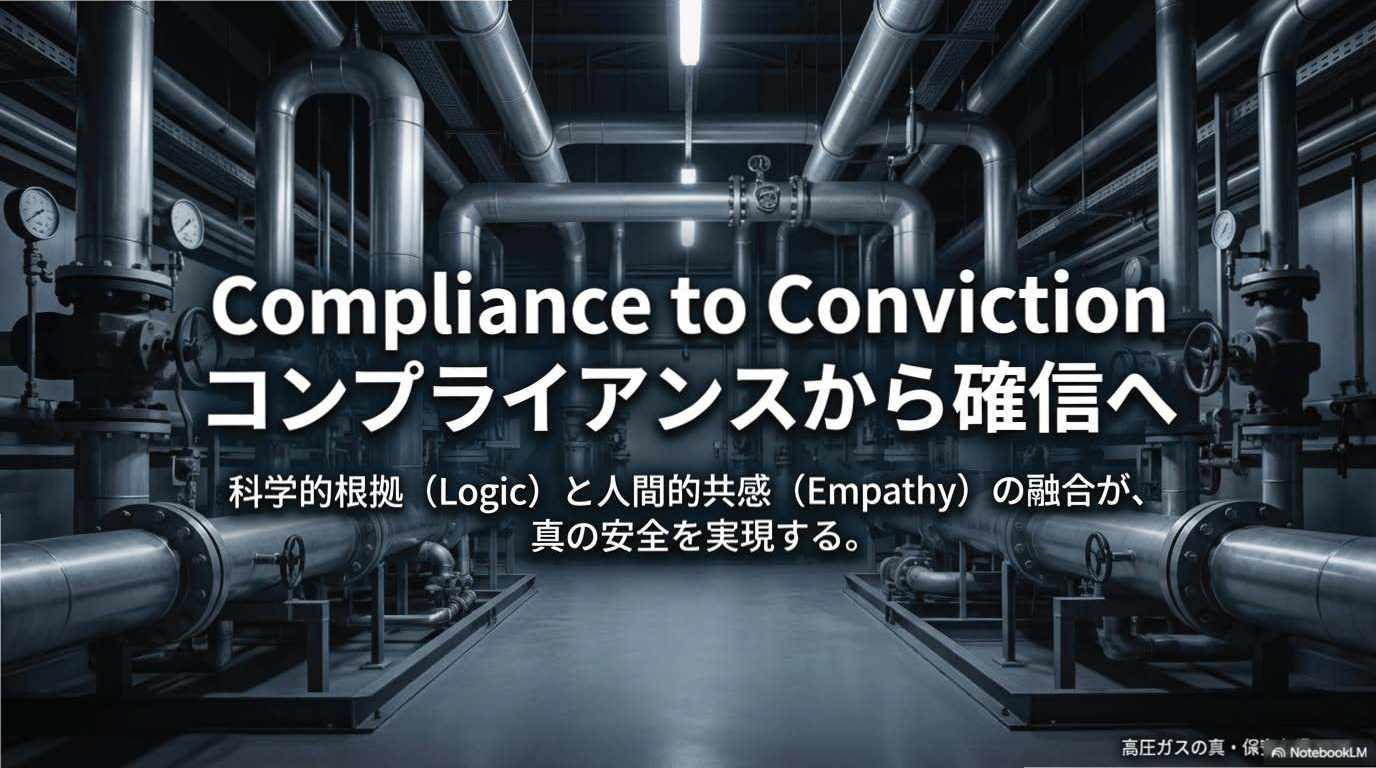 Compliance to Conviction
コンプライアンスから確信へ
科学的根拠（Logic）と人間的共感（Empathy）の融合が、
真の安全を実現する。
高圧ガスの真・保安
NotebookLM